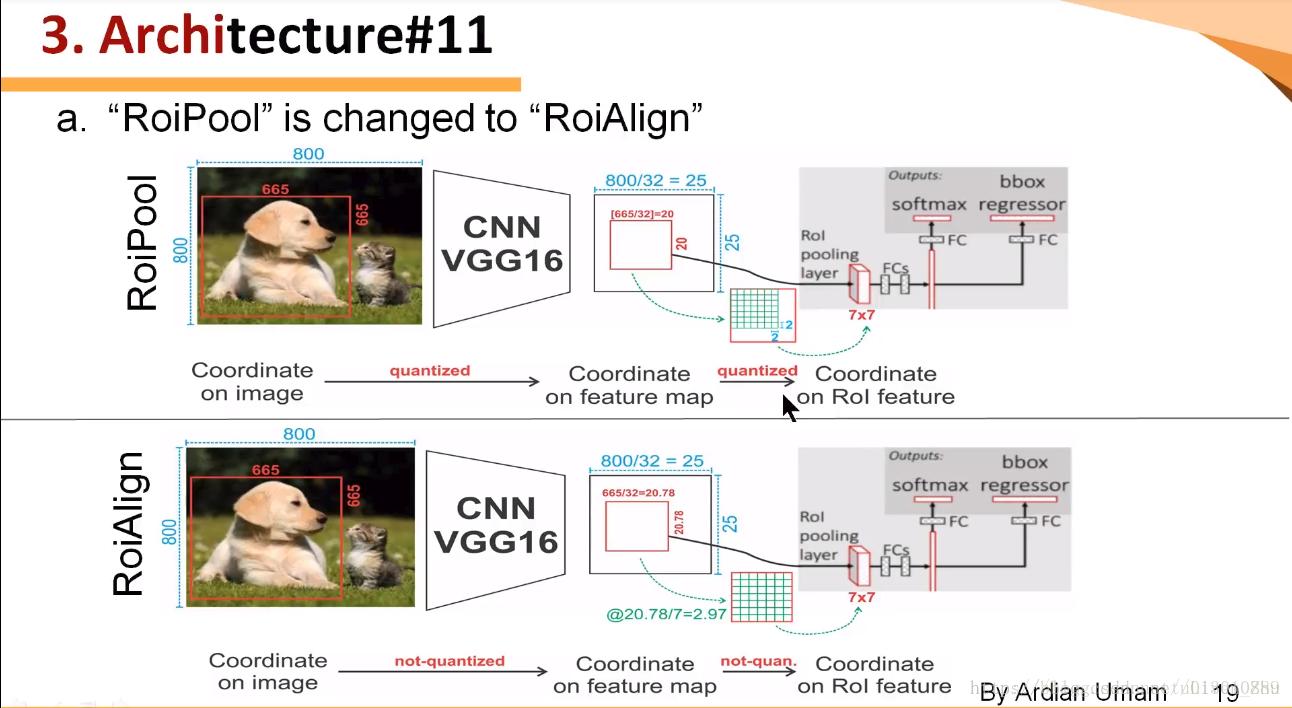 3. Architecture#11
a. “RoiPool” is changed to “RoiAlign”
RoiPool
800
800
665
665
CNN
VGG16
800/32 = 25
25
[665/32]=20
20
2
2
RoI
pooling
layer
7x7
FCs
Outputs:
softmax
bbox
regressor
FC
FC
Coordinate
on image
quantized
Coordinate
on feature map
quantized
Coordinate
on RoI feature
RoiAlign
800
800
665
665
CNN
VGG16
800/32 = 25
25
665/32=20.78
20.78
@20.78/7=2.97
RoI
pooling
layer
7x7
FCs
Outputs:
softmax
bbox
regressor
FC
FC
Coordinate
on image
not-quantized
Coordinate
on feature map
not-quan.
Coordinate
on RoI feature
By Ardian Umam
19